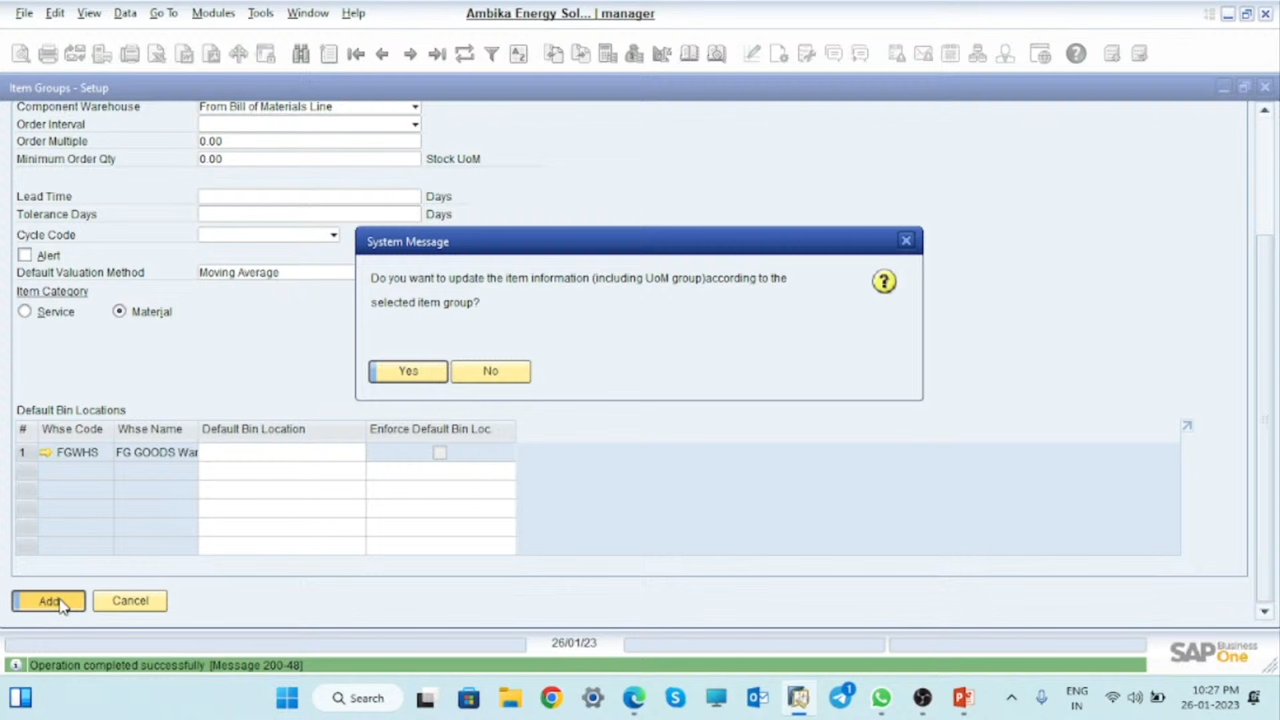 File Edit View Data Go To Modules Tools Window Help Ambika Energy Sol... | manager
Item Groups - Setup
Component Warehouse From Bill of Materials Line
Order Interval
Order Multiple 0.00
Minimum Order Qty 0.00 Stock UoM
Lead Time Days
Tolerance Days Days
Cycle Code
Alert
Default Valuation Method Moving Average
Item Category
Service Material
System Message
Do you want to update the item information (including UoM group)according to the
selected item group?
Yes No
Default Bin Locations
# Whse Code Whse Name Default Bin Location Enforce Default Bin Loc.
1 FGWHS FG GOODS War
Add Cancel
26/01/23
SAP Business One
Operation completed successfully [Message 200-48]
Search
1
ENG
IN
10:27 PM
26-01-2023